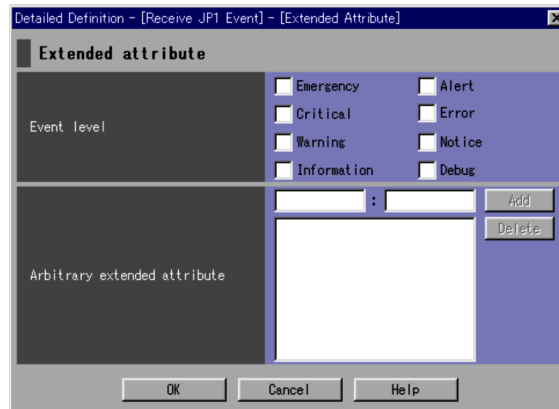 Detailed Definition - [Receive JP1 Event] - [Extended Attribute]
Extended attribute
Event level
Emergency
Alert
Critical
Error
Warning
Notice
Information
Debug
Arbitrary extended attribute
:
Add
Delete
OK
Cancel
Help